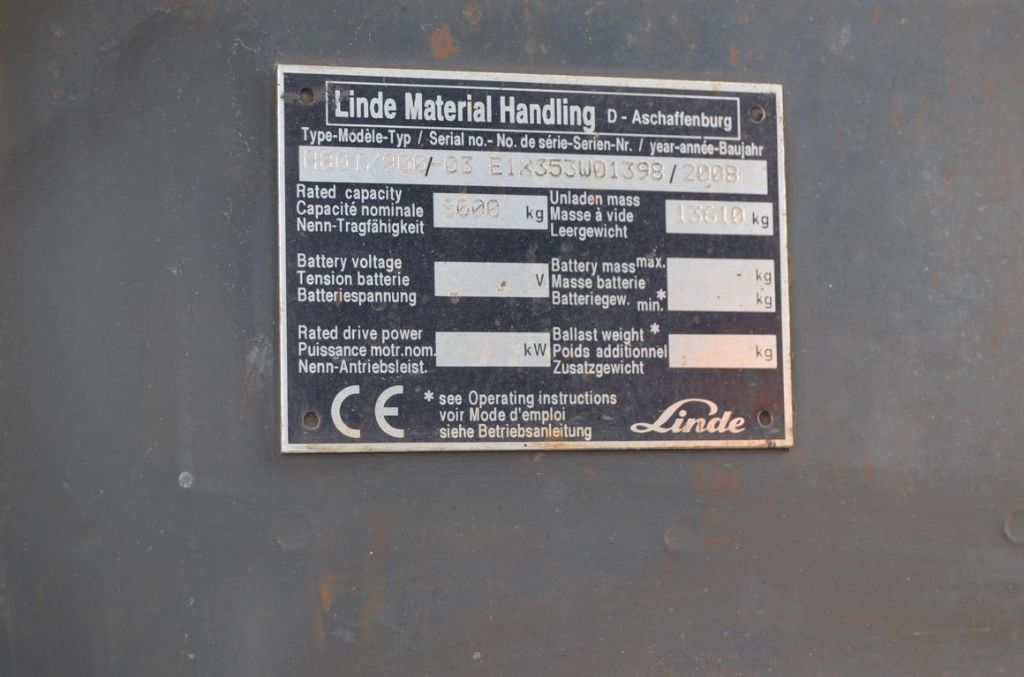 Linde Material Handling D - Aschaffenburg
Type-Modèle-Typ / Serial no.- No. de série-Serien-Nr. / year-année-Baujahr
/900/-03 E1X353W01398/2008
Rated capacity
Capacité nominale
Nenn-Tragfähigkeit
9000 kg
Unladen mass
Masse à vide
Leergewicht
13610 kg
Battery voltage
Tension batterie
Batteriespannung
V
Battery mass max.
Masse batterie
Batteriegew. min.*
kg
kg
Rated drive power
Puissance motr.nom.
Nenn-Antriebsleist.
kW
Ballast weight *
Poids additionnel
Zusatzgewicht
kg
CE
* see Operating instructions
voir Mode d'emploi
siehe Betriebsanleitung
Linde